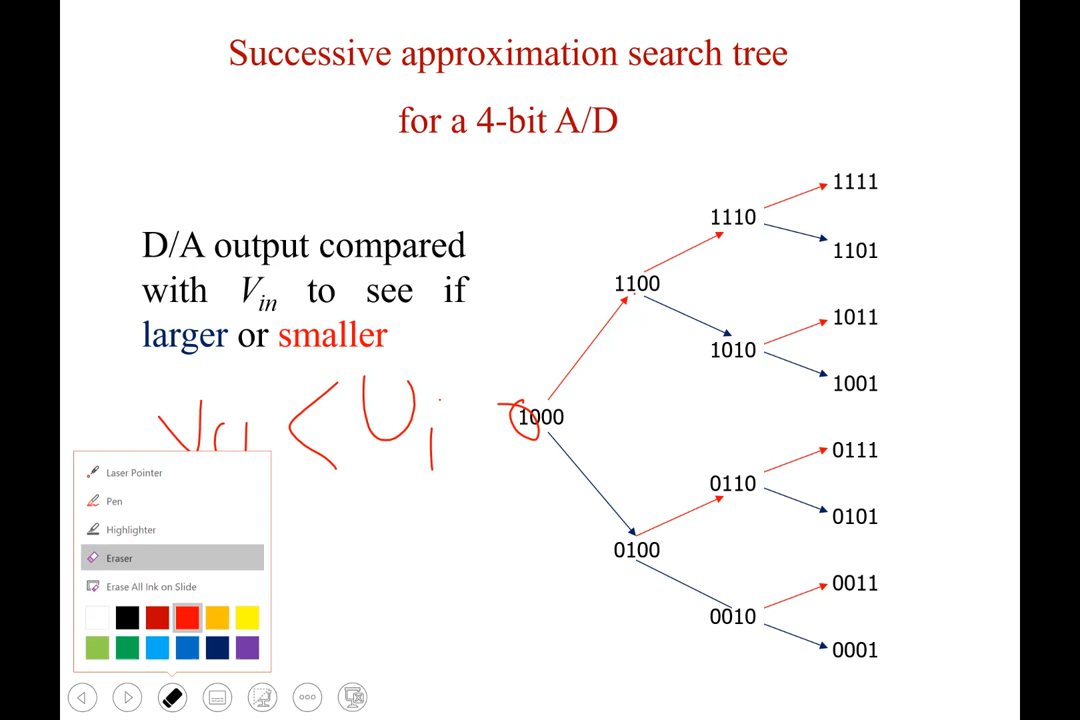 Successive approximation search tree
for a 4-bit A/D
D/A output compared
with Vin to see if
larger or smaller
1111
1110
1101
1100
1011
1010
1001
1000
0111
0110
0101
0100
0011
0010
0001
< Ui
Laser Pointer
Pen
Highlighter
Eraser
Erase All Ink on Slide